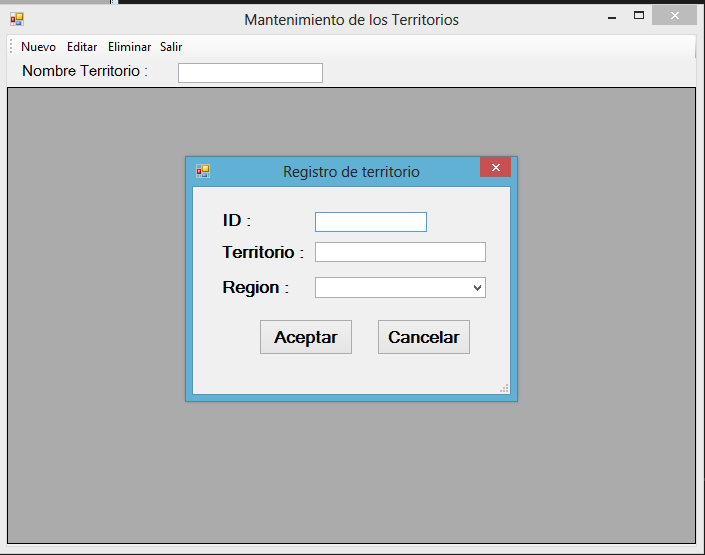 Mantenimiento de los Territorios
Nuevo Editar Eliminar Salir
Nombre Territorio :
Registro de territorio
ID :
Territorio :
Region :
Aceptar Cancelar